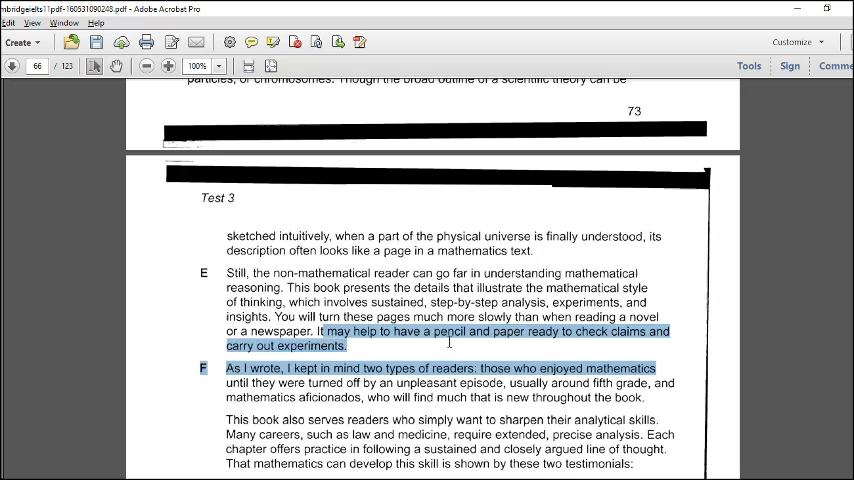 mbridgeielts11pdf-160531090248.pdf - Adobe Acrobat Pro
Edit View Window Help
Create Customize
66 / 123 100% Tools Sign Comme
particles, or chromosomes. Though the broad outline of a scientific theory can be
73
Test 3
sketched intuitively, when a part of the physical universe is finally understood, its
description often looks like a page in a mathematics text.
E Still, the non-mathematical reader can go far in understanding mathematical
reasoning. This book presents the details that illustrate the mathematical style
of thinking, which involves sustained, step-by-step analysis, experiments, and
insights. You will turn these pages much more slowly than when reading a novel
or a newspaper. It may help to have a pencil and paper ready to check claims and
carry out experiments.
F As I wrote, I kept in mind two types of readers: those who enjoyed mathematics
until they were turned off by an unpleasant episode, usually around fifth grade, and
mathematics aficionados, who will find much that is new throughout the book.
This book also serves readers who simply want to sharpen their analytical skills.
Many careers, such as law and medicine, require extended, precise analysis. Each
chapter offers practice in following a sustained and closely argued line of thought.
That mathematics can develop this skill is shown by these two testimonials: